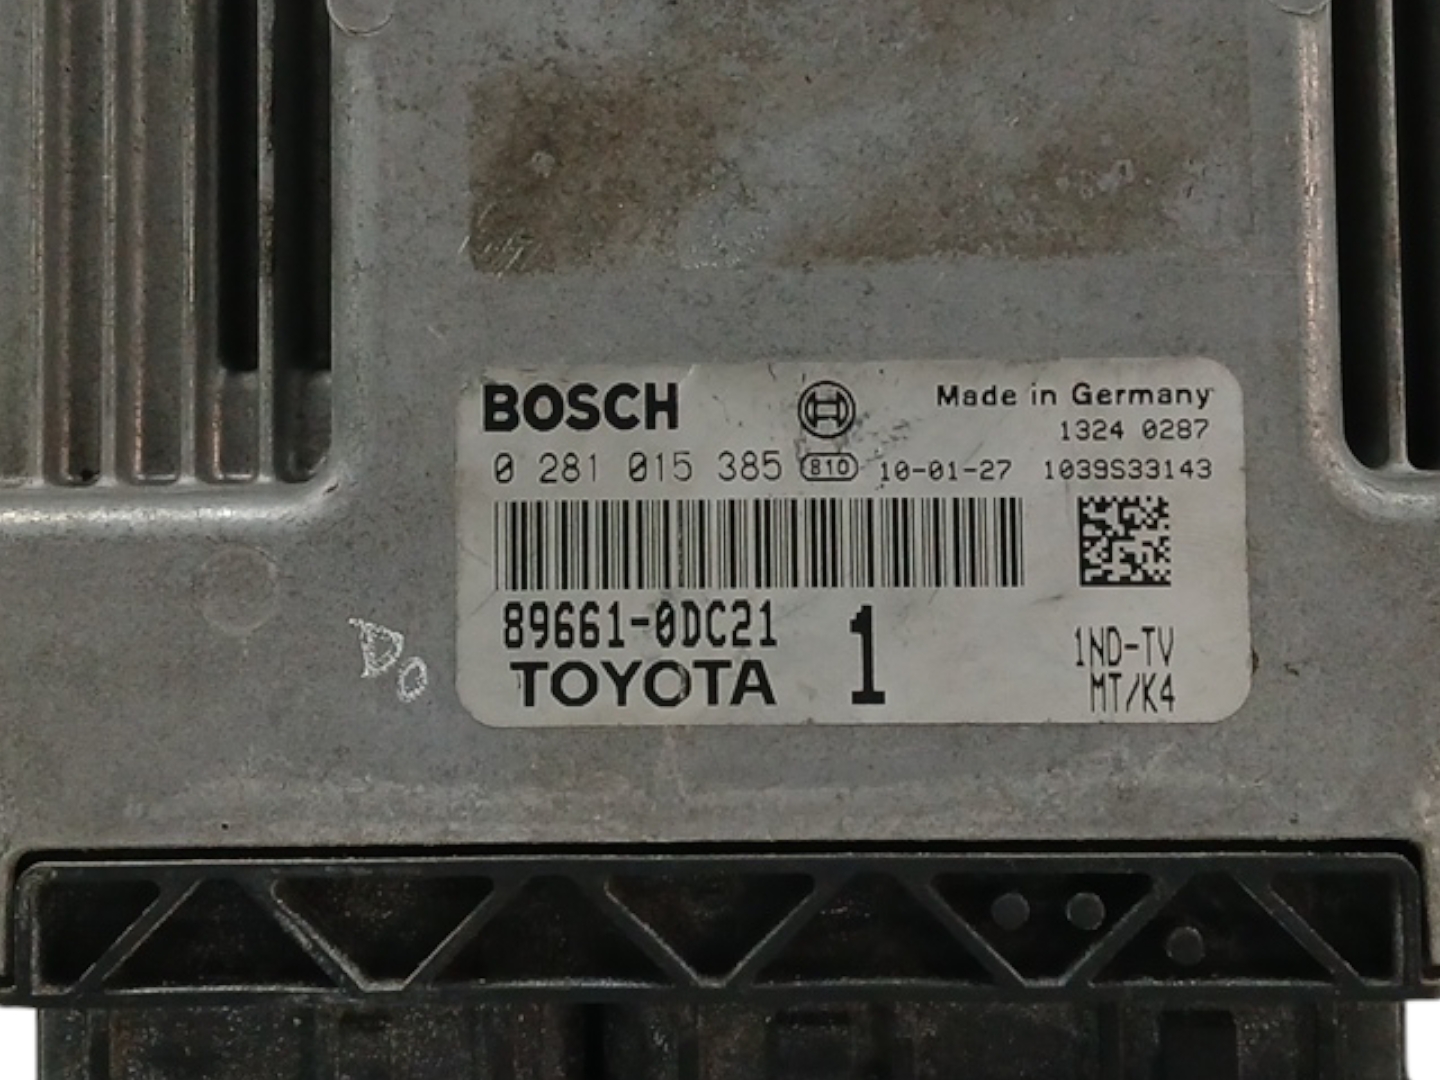 BOSCH
Made in Germany
1324 0287
0 281 015 385 810 10-01-27 1039S33143
89661-0DC21 1 1ND-TV
TOYOTA MT/K4
Do